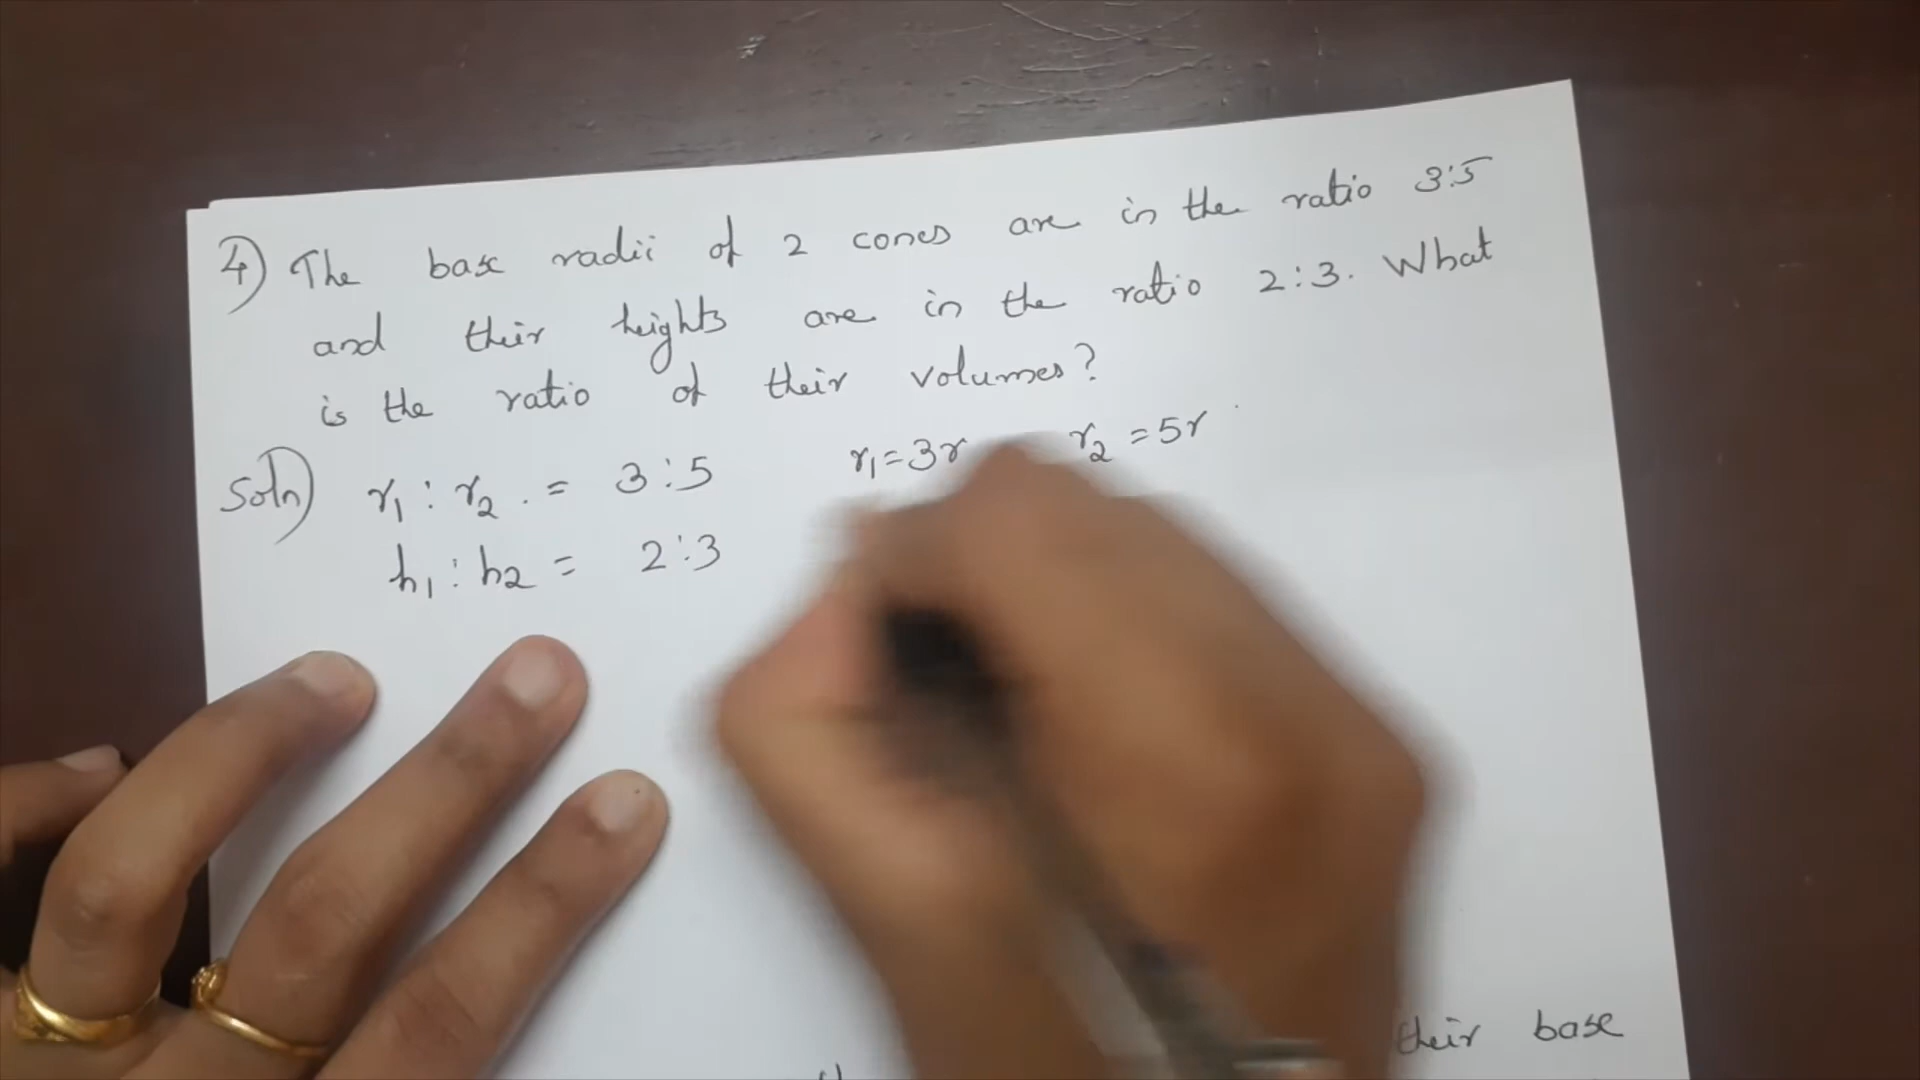 4) The base radii of 2 cones are in the ratio 3:5
and their heights are in the ratio 2:3. What
is the ratio of their volumes?
Soln) r1 : r2 . = 3:5 r1 = 3r r2 = 5r
h1 : h2 = 2:3
their base